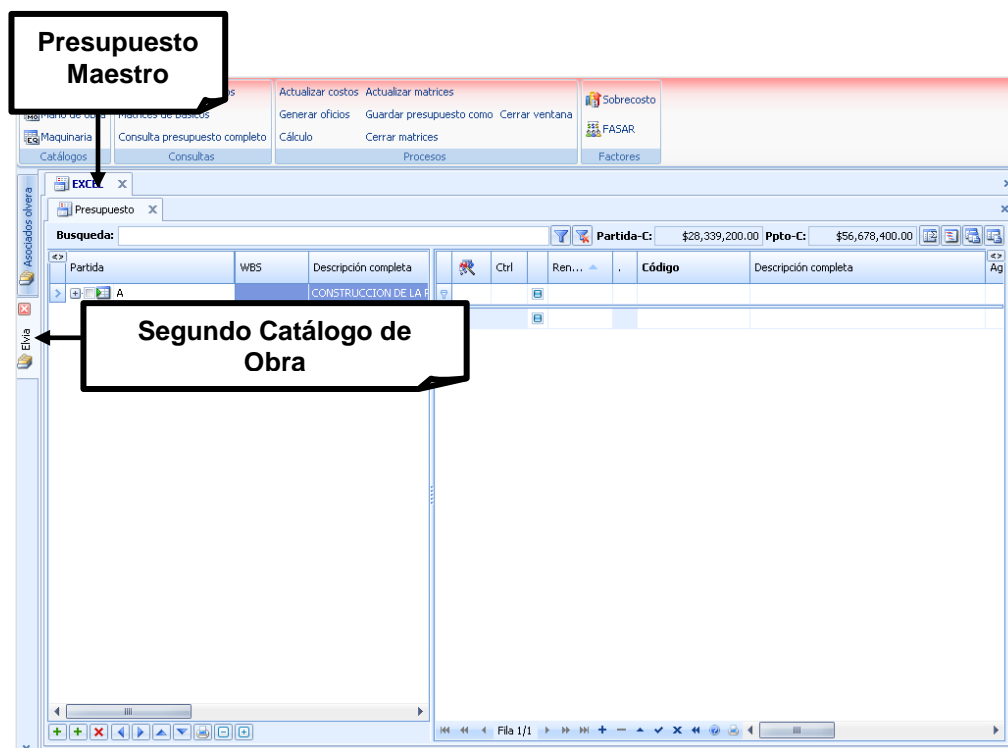 Presupuesto
Maestro
Actualizar costos Actualizar matrices
Sobrecosto
Mano de obra Matrices de Básicos
Generar oficios Guardar presupuesto como Cerrar ventana
Maquinaria Consulta presupuesto completo Cálculo Cerrar matrices
FASAR
Catálogos Consultas Procesos Factores
EXCEL X
Presupuesto X
Asociados olvera
Busqueda: Partida-C: $28,339,200.00 Ppto-C: $56,678,400.00
Partida WBS Descripción completa Ctrl Ren... . Código Descripción completa Ag
A CONSTRUCCION DE LA
Elvia
Segundo Catálogo de
Obra
Fila 1/1